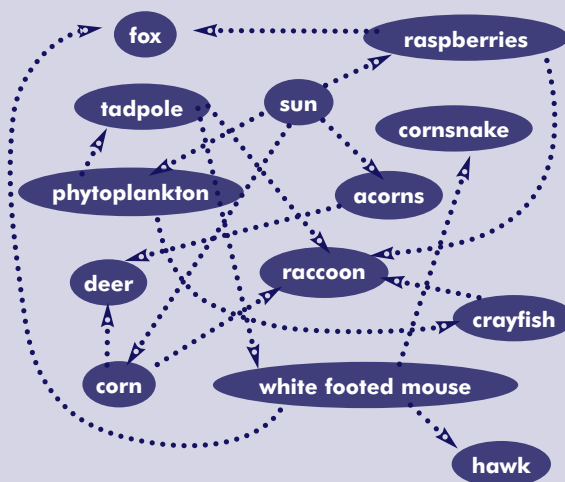 fox
raspberries
tadpole
sun
cornsnake
phytoplankton
acorns
raccoon
deer
crayfish
corn
white footed mouse
hawk